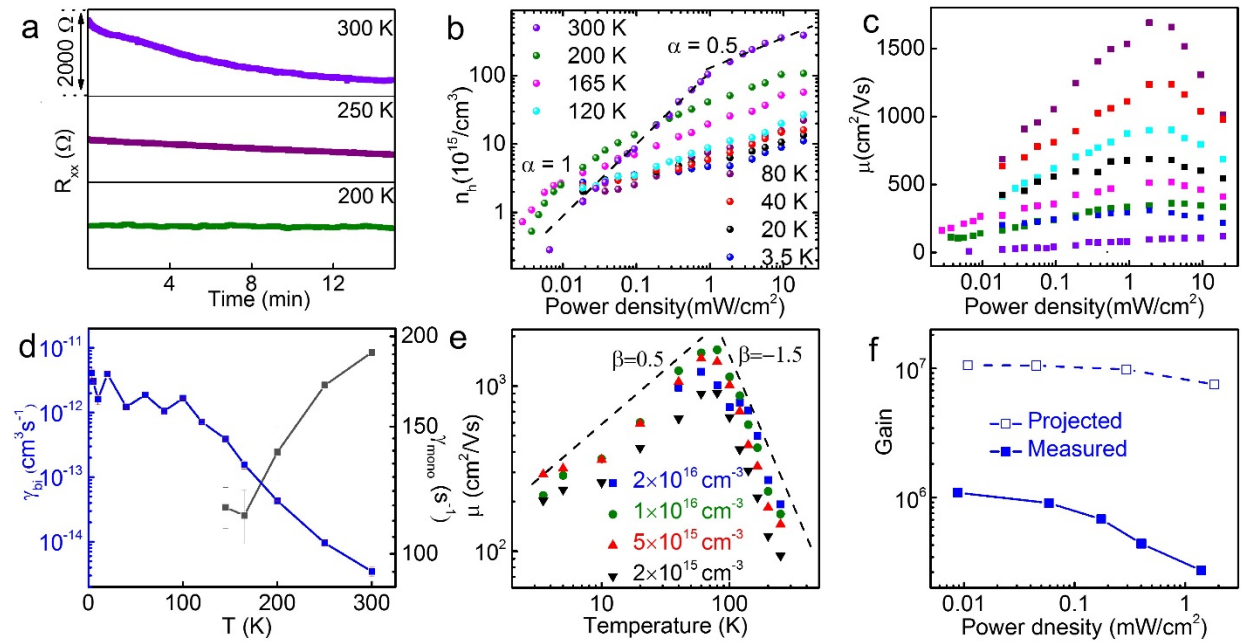 a
300 K
250 K
200 K
2000 Ω
R_xx (Ω)
4
8
12
Time (min)
b
300 K
200 K
165 K
120 K
α = 0.5
α = 1
80 K
40 K
20 K
3.5 K
100
10
1
n_h(10^15/cm^3)
0.01
0.1
1
10
Power density(mW/cm^2)
c
1500
1000
500
0
μ(cm^2/Vs)
0.01
0.1
1
10
Power density(mW/cm^2)
d
10^-11
10^-12
10^-13
10^-14
γ_bi (cm^3s^-1)
200
150
100
γ_mono (s^-1)
0
100
200
300
T (K)
e
β=0.5
β=−1.5
10^3
10^2
μ (cm^2/Vs)
2×10^16 cm^-3
1×10^16 cm^-3
5×10^15 cm^-3
2×10^15 cm^-3
10
100
Temperature (K)
f
10^7
10^6
Gain
Projected
Measured
0.01
0.1
1
Power dnesity (mW/cm^2)